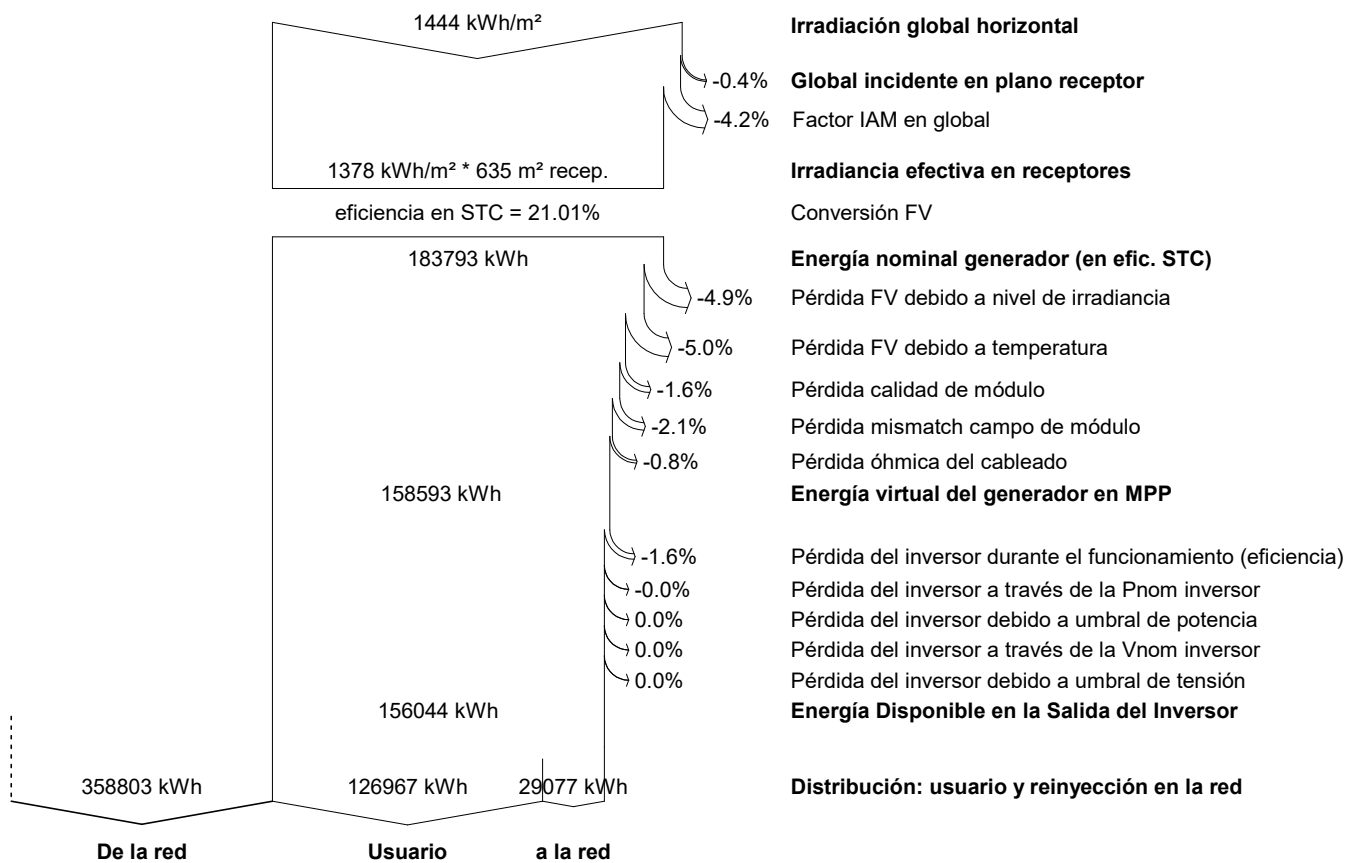 1444 kWh/m² Irradiación global horizontal
-0.4% Global incidente en plano receptor
-4.2% Factor IAM en global
1378 kWh/m² * 635 m² recep. Irradiancia efectiva en receptores
eficiencia en STC = 21.01% Conversión FV
183793 kWh Energía nominal generador (en efic. STC)
-4.9% Pérdida FV debido a nivel de irradiancia
-5.0% Pérdida FV debido a temperatura
-1.6% Pérdida calidad de módulo
-2.1% Pérdida mismatch campo de módulo
-0.8% Pérdida óhmica del cableado
158593 kWh Energía virtual del generador en MPP
-1.6% Pérdida del inversor durante el funcionamiento (eficiencia)
-0.0% Pérdida del inversor a través de la Pnom inversor
0.0% Pérdida del inversor debido a umbral de potencia
0.0% Pérdida del inversor a través de la Vnom inversor
0.0% Pérdida del inversor debido a umbral de tensión
156044 kWh Energía Disponible en la Salida del Inversor
358803 kWh 126967 kWh 29077 kWh Distribución: usuario y reinyección en la red
De la red Usuario a la red